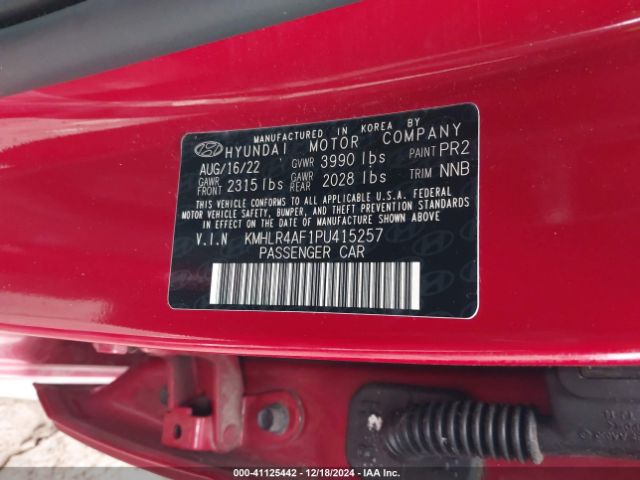 MANUFACTURED IN KOREA BY
HYUNDAI MOTOR COMPANY
AUG/16/22 GVWR 3990 lbs PAINT PR2
GAWR FRONT 2315 lbs GAWR REAR 2028 lbs TRIM NNB
THIS VEHICLE CONFORMS TO ALL APPLICABLE U.S.A. FEDERAL
MOTOR VEHICLE SAFETY, BUMPER, AND THEFT PREVENTION STANDARDS
IN EFFECT ON THE DATE OF MANUFACTURE SHOWN ABOVE.
V.I.N KMHLR4AF1PU415257
PASSENGER CAR
000-41125442 | 12/18/2024 | IAAI.COM